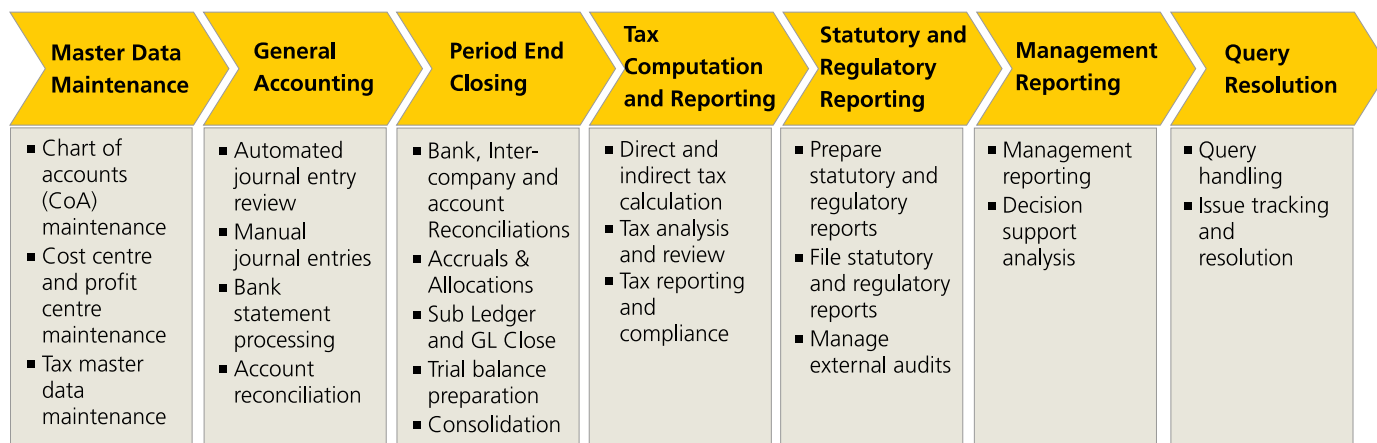 Master Data
Maintenance
General
Accounting
Period End
Closing
Tax
Computation
and Reporting
Statutory and
Regulatory
Reporting
Management
Reporting
Query
Resolution
▪ Chart of
accounts
(CoA)
maintenance
▪ Cost centre
and profit
centre
maintenance
▪ Tax master
data
maintenance
▪ Automated
journal entry
review
▪ Manual
journal entries
▪ Bank
statement
processing
▪ Account
reconciliation
▪ Bank, Inter-
company and
account
Reconciliations
▪ Accruals &
Allocations
▪ Sub Ledger
and GL Close
▪ Trial balance
preparation
▪ Consolidation
▪ Direct and
indirect tax
calculation
▪ Tax analysis
and review
▪ Tax reporting
and
compliance
▪ Prepare
statutory and
regulatory
reports
▪ File statutory
and regulatory
reports
▪ Manage
external audits
▪ Management
reporting
▪ Decision
support
analysis
▪ Query
handling
▪ Issue tracking
and
resolution